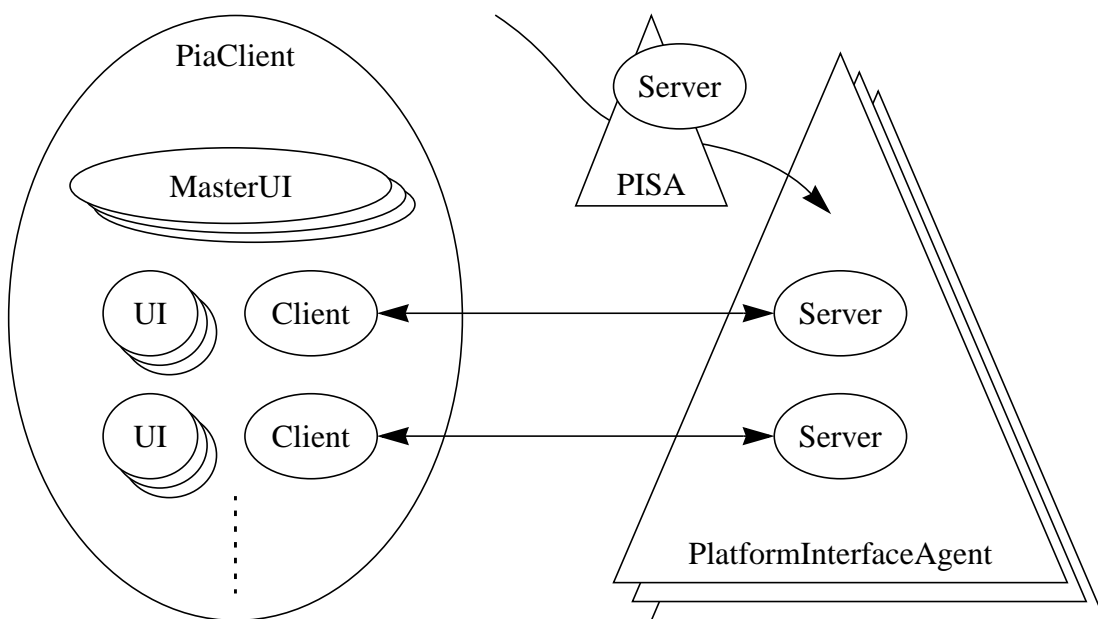 PiaClient
Server
MasterUI
PISA
UI
Client
Server
UI
Client
Server
PlatformInterfaceAgent